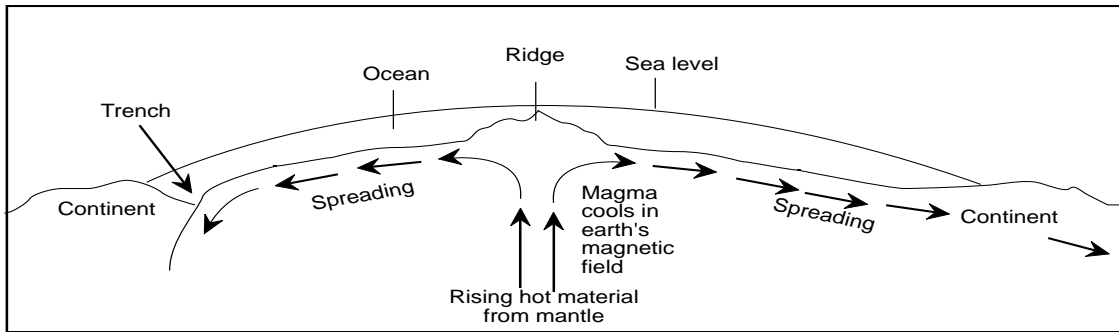 Ridge
Sea level
Ocean
Trench
Continent
Spreading
Magma
cools in
earth's
magnetic
field
Spreading
Continent
Rising hot material
from mantle